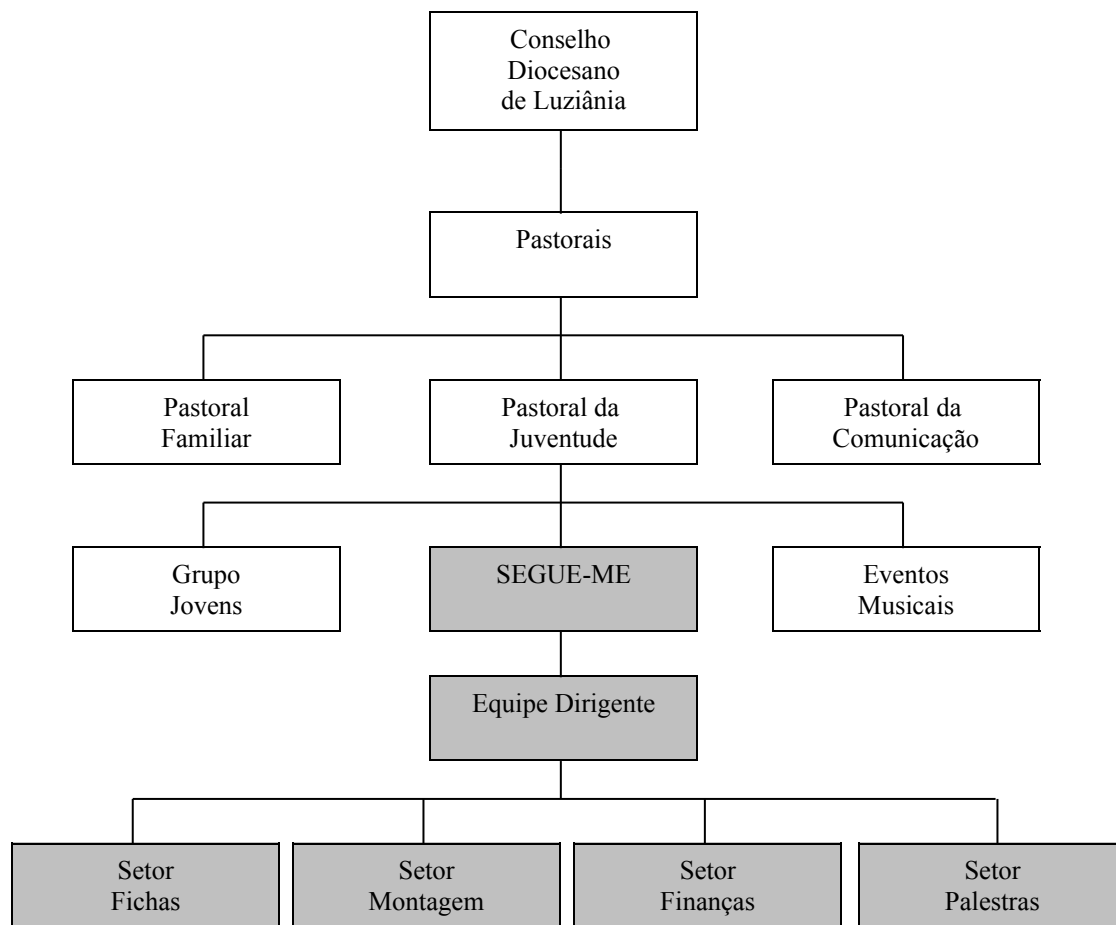 Conselho
Diocesano
de Luziânia
Pastorais
Pastoral
Familiar
Pastoral da
Juventude
Pastoral da
Comunicação
Grupo
Jovens
SEGUE-ME
Eventos
Musicais
Equipe Dirigente
Setor
Fichas
Setor
Montagem
Setor
Finanças
Setor
Palestras